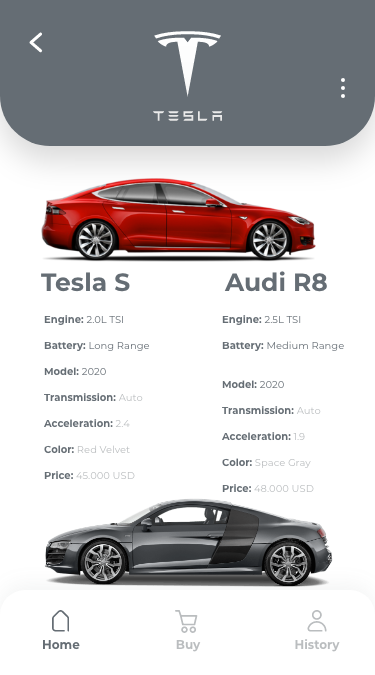 TESLA
Tesla S
Engine: 2.0L TSI
Battery: Long Range
Model: 2020
Transmission: Auto
Acceleration: 2.4
Color: Red Velvet
Price: 45.000 USD
Audi R8
Engine: 2.5L TSI
Battery: Medium Range
Model: 2020
Transmission: Auto
Acceleration: 1.9
Color: Space Gray
Price: 48.000 USD
Home
Buy
History